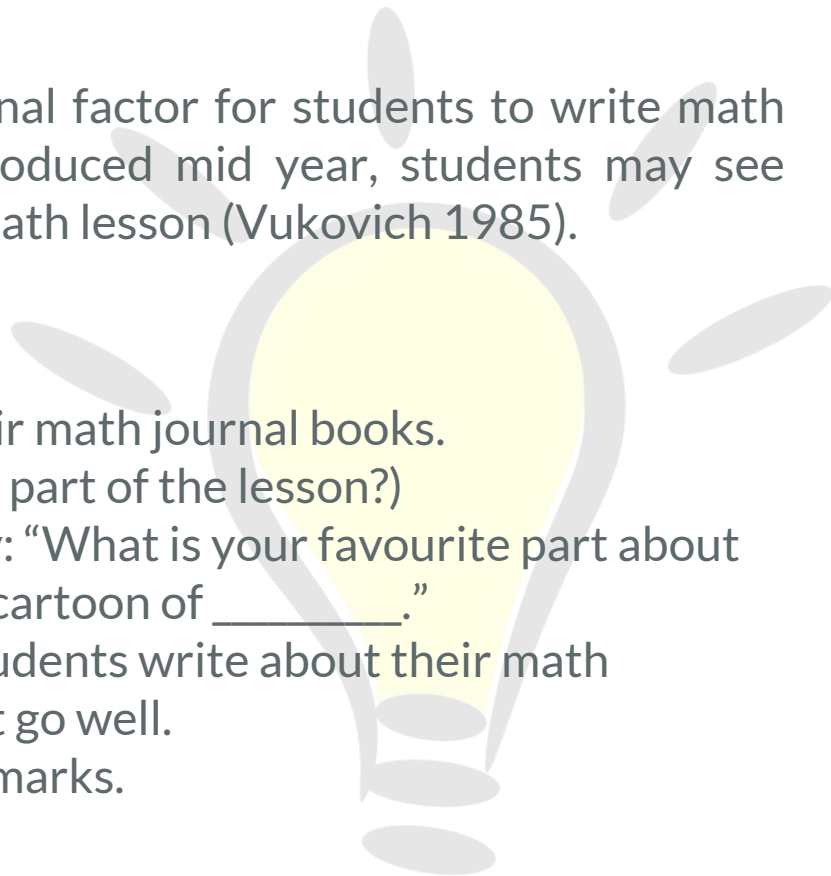 nal factor for students to write math
oduced mid year, students may see
ath lesson (Vukovich 1985).
ir math journal books.
part of the lesson?)
: “What is your favourite part about
cartoon of __________.”
udents write about their math
t go well.
marks.